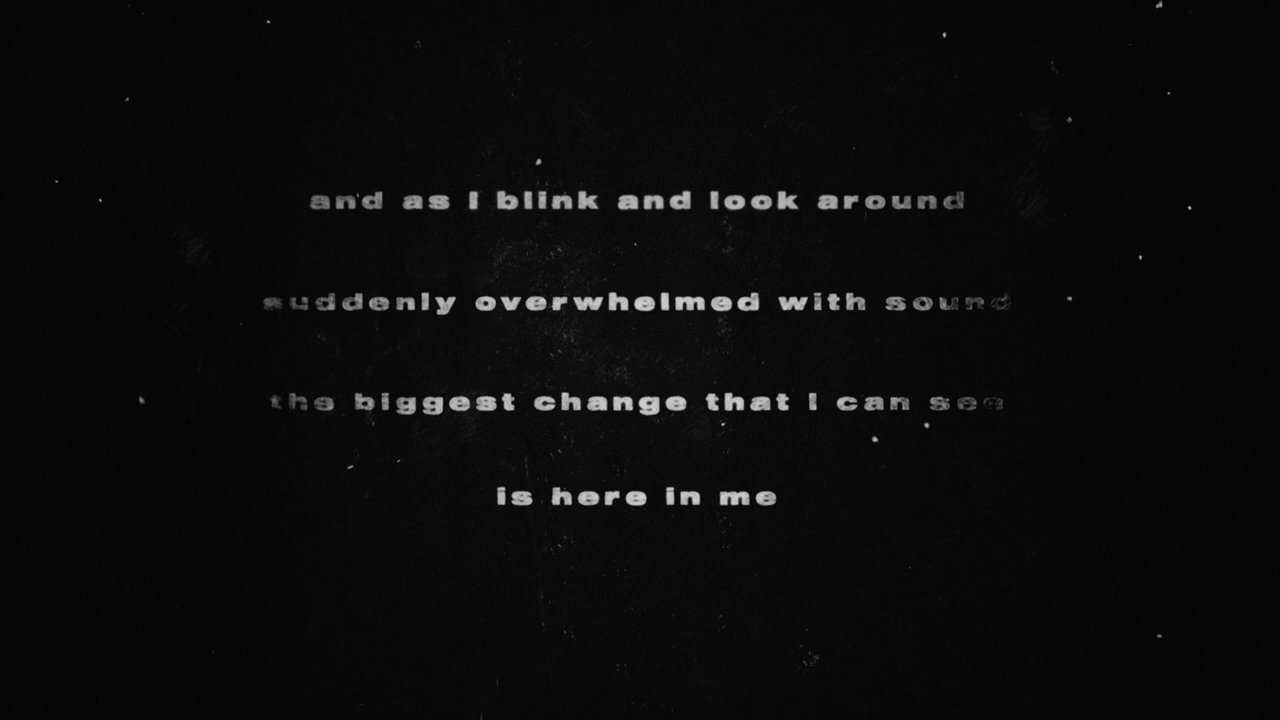 and as I blink and look around
suddenly overwhelmed with sound
the biggest change that I can see
is here in me